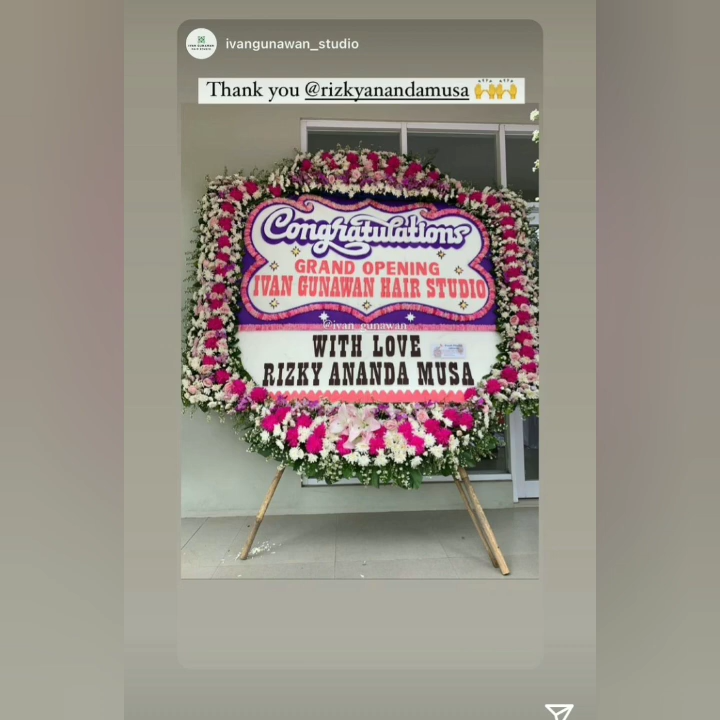 ivangunawan_studio
Thank you @rizkyanandamusa 🙌🙌
Congratulations
GRAND OPENING
IVAN GUNAWAN HAIR STUDIO
@ivan_gunawan
WITH LOVE
RIZKY ANANDA MUSA